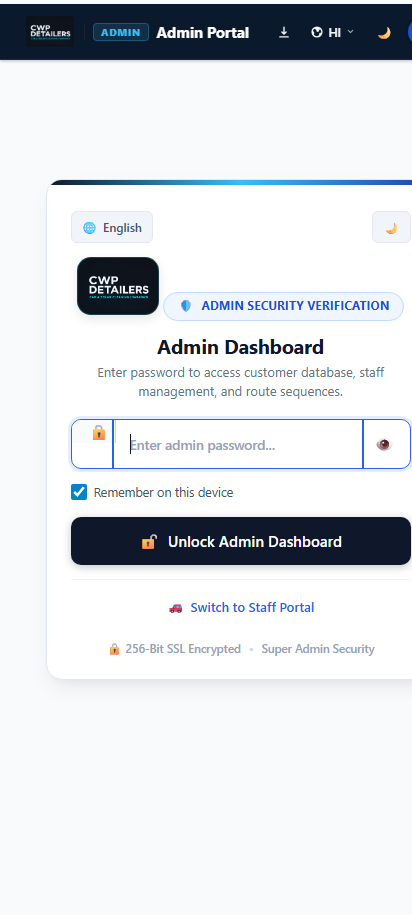 CWP
DETAILERS
ADMIN
Admin Portal
HI
English
CWP
DETAILERS
ADMIN SECURITY VERIFICATION
Admin Dashboard
Enter password to access customer database, staff
management, and route sequences.
Enter admin password...
Remember on this device
Unlock Admin Dashboard
Switch to Staff Portal
256-Bit SSL Encrypted • Super Admin Security